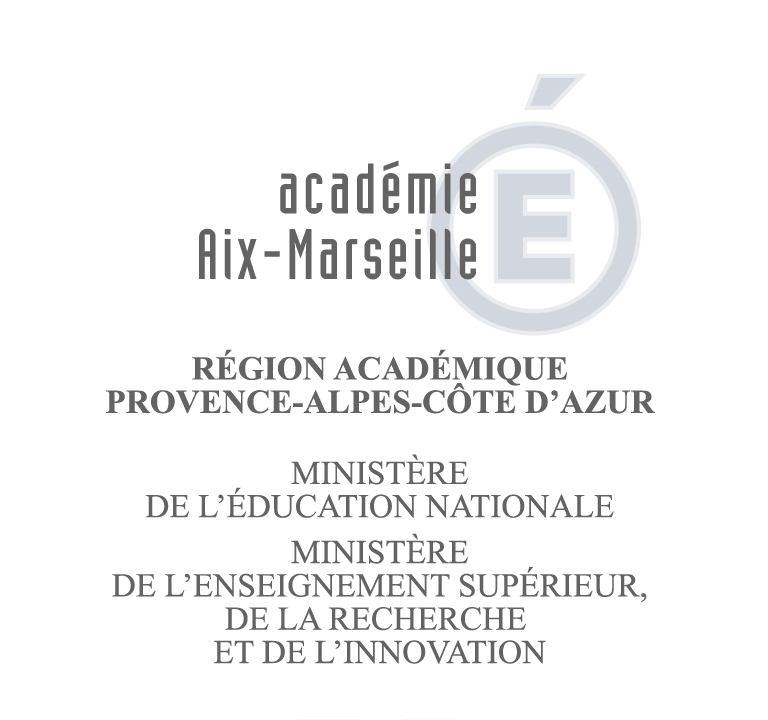 académie
Aix-Marseille
É
RÉGION ACADÉMIQUE
PROVENCE-ALPES-CÔTE D’AZUR
MINISTÈRE
DE L’ÉDUCATION NATIONALE
MINISTÈRE
DE L’ENSEIGNEMENT SUPÉRIEUR,
DE LA RECHERCHE
ET DE L’INNOVATION